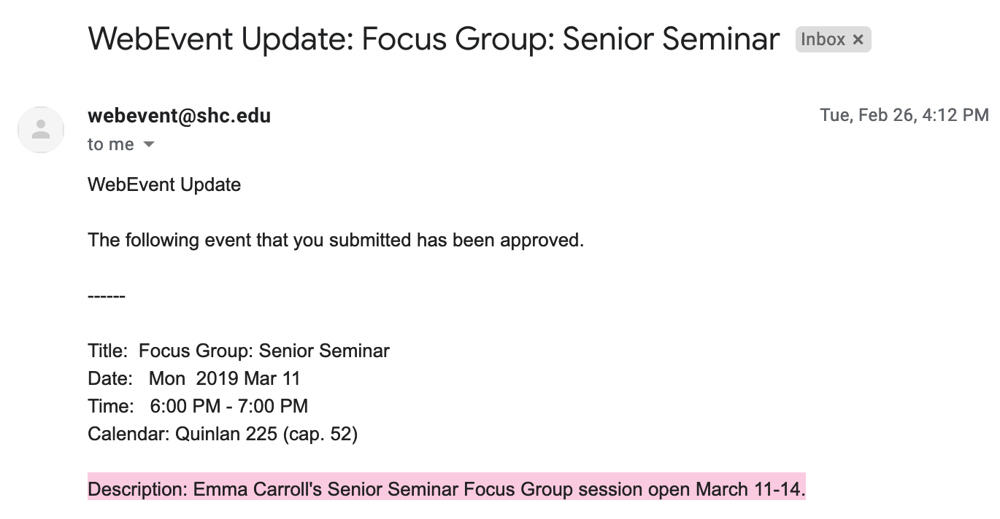 WebEvent Update: Focus Group: Senior Seminar Inbox ×
webevent@shc.edu Tue, Feb 26, 4:12 PM
to me
WebEvent Update
The following event that you submitted has been approved.
------
Title:  Focus Group: Senior Seminar
Date:   Mon  2019 Mar 11
Time:   6:00 PM - 7:00 PM
Calendar: Quinlan 225 (cap. 52)
Description: Emma Carroll's Senior Seminar Focus Group session open March 11-14.